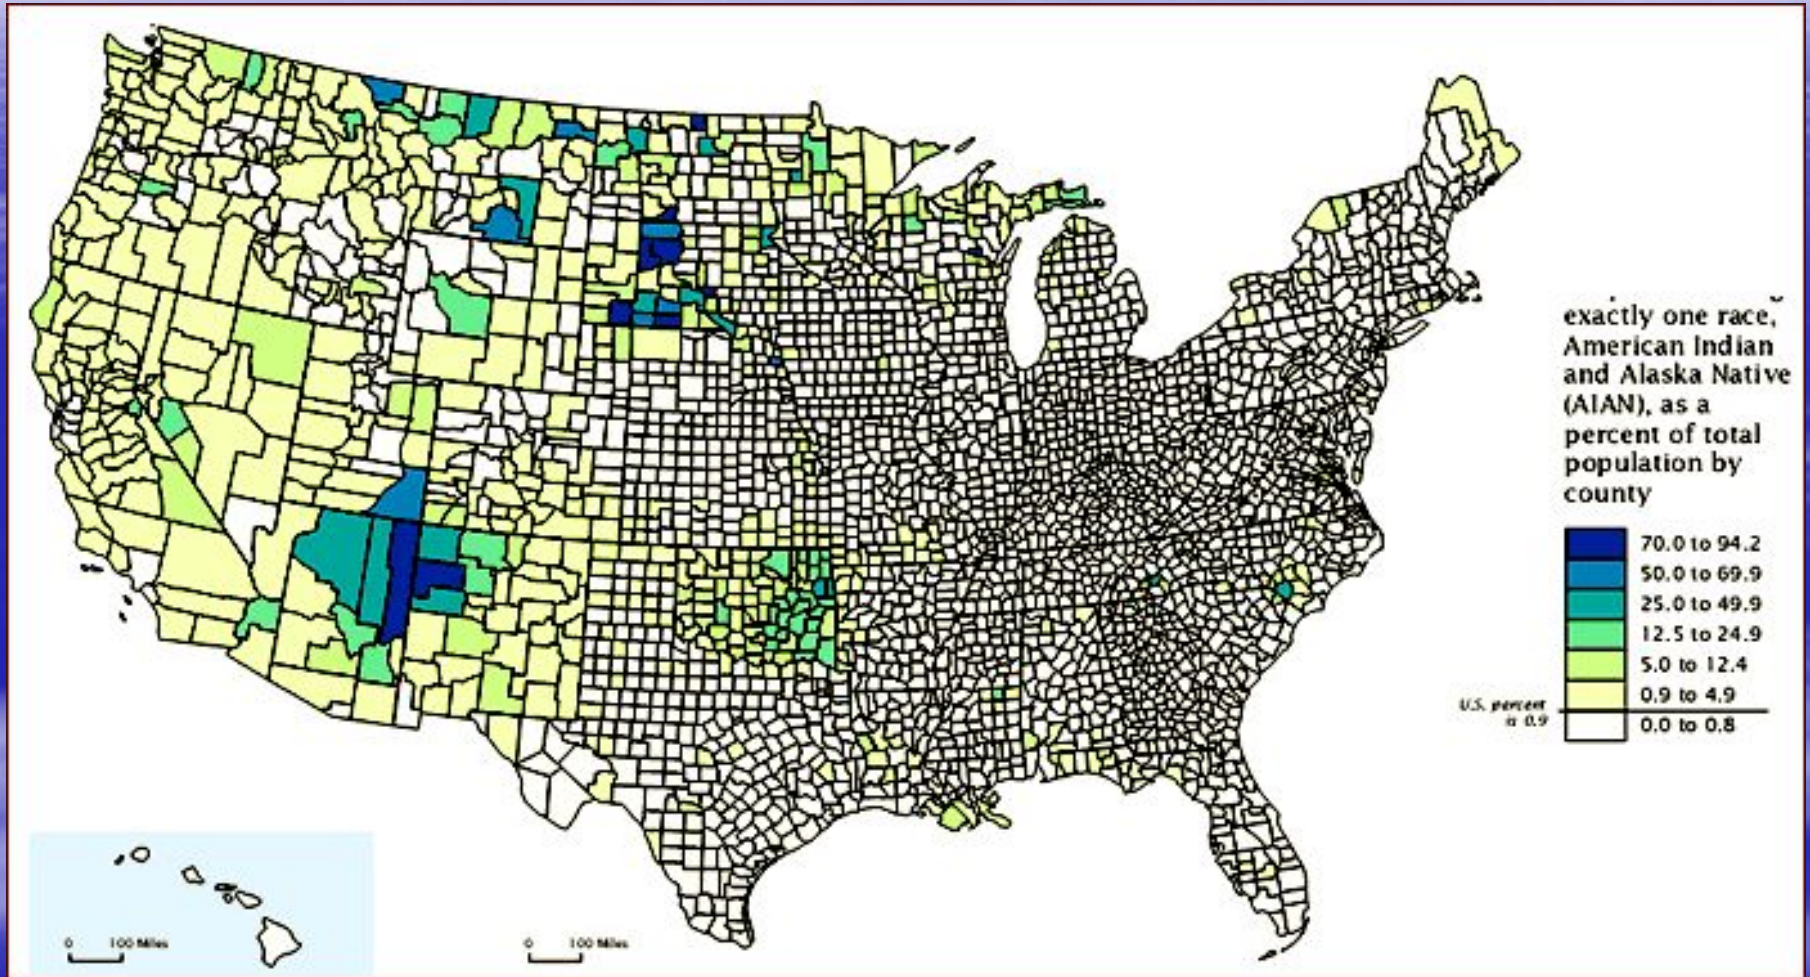 exactly one race,
American Indian
and Alaska Native
(AIAN), as a
percent of total
population by
county
70.0 to 94.2
50.0 to 69.9
25.0 to 49.9
12.5 to 24.9
5.0 to 12.4
0.9 to 4.9
U.S. percent
is 0.9
0.0 to 0.8
0 100 Miles
0 100 Miles